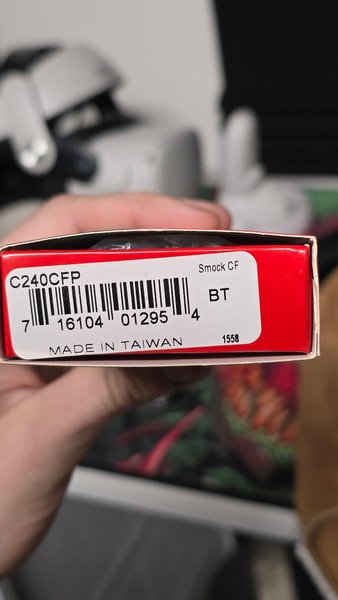 C240CFP
Smock CF
BT
7 16104 01295 4
MADE IN TAIWAN
1558